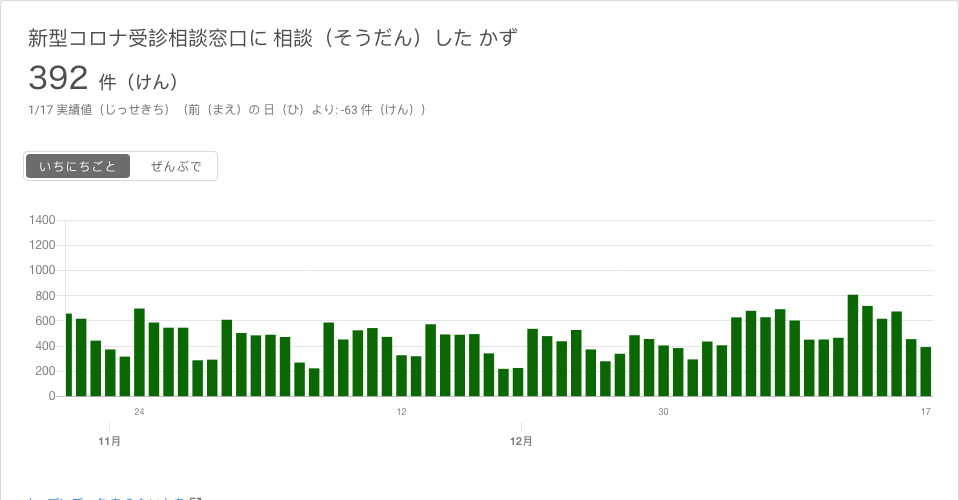 新型コロナ受診相談窓口に 相談（そうだん）した かず
392 件（けん）
1/17 実績値（じっせきち）（前（まえ）の 日（ひ）より: -63 件（けん））
いちにちごと ぜんぶで
1400
1200
1000
800
600
400
200
0
24 12 30 17
11月 12月